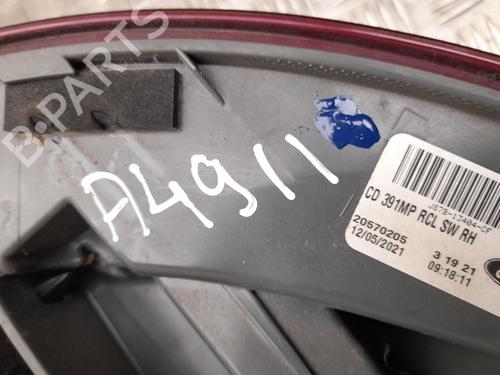 B-PARTS
A4911
JS7B-13404-CF
CD 391MP RCL SW RH
20570205
12/05/2021
3 19 21
09:18:11